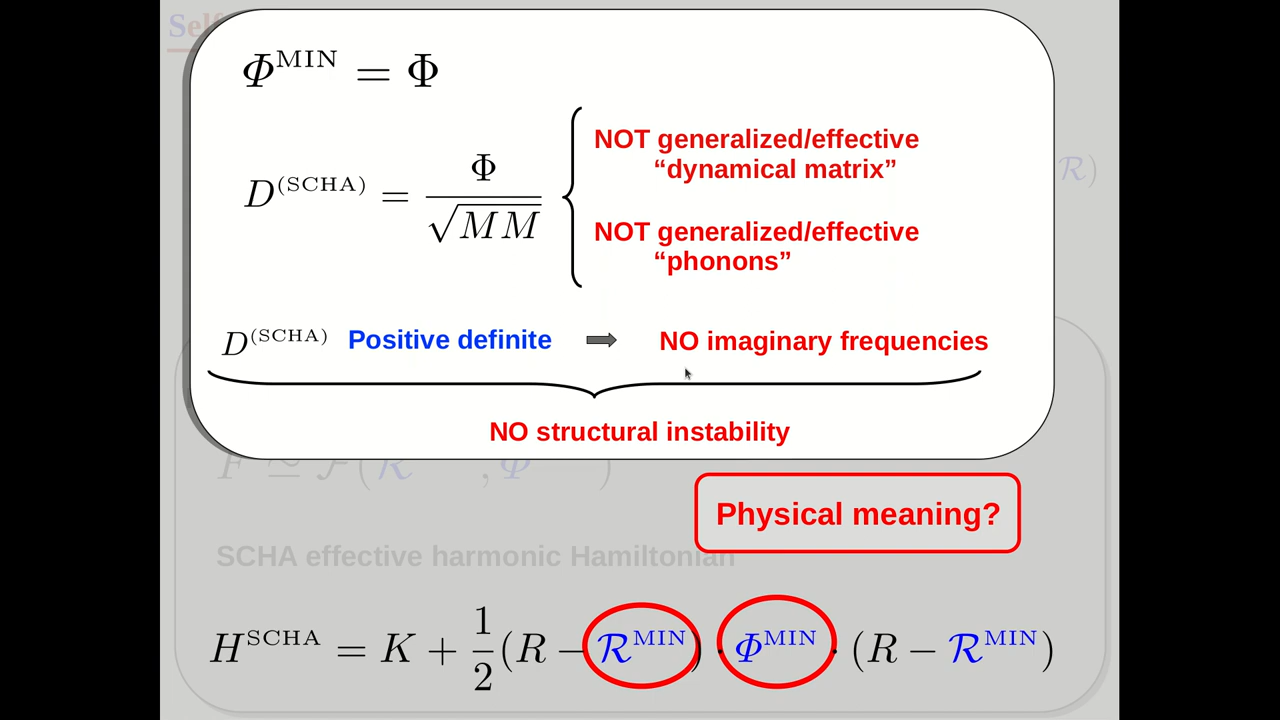 Self
𝛷^MIN = Φ
NOT generalized/effective
“dynamical matrix”
D^(SCHA) = Φ / √MM
NOT generalized/effective
“phonons”
ℛ)
D^(SCHA) Positive definite ➡ NO imaginary frequencies
NO structural instability
F ≃ ℱ(ℛ , 𝛷 )
Physical meaning?
SCHA effective harmonic Hamiltonian
H^SCHA = K + 1/2 (R − ℛ^MIN) · 𝛷^MIN · (R − ℛ^MIN)